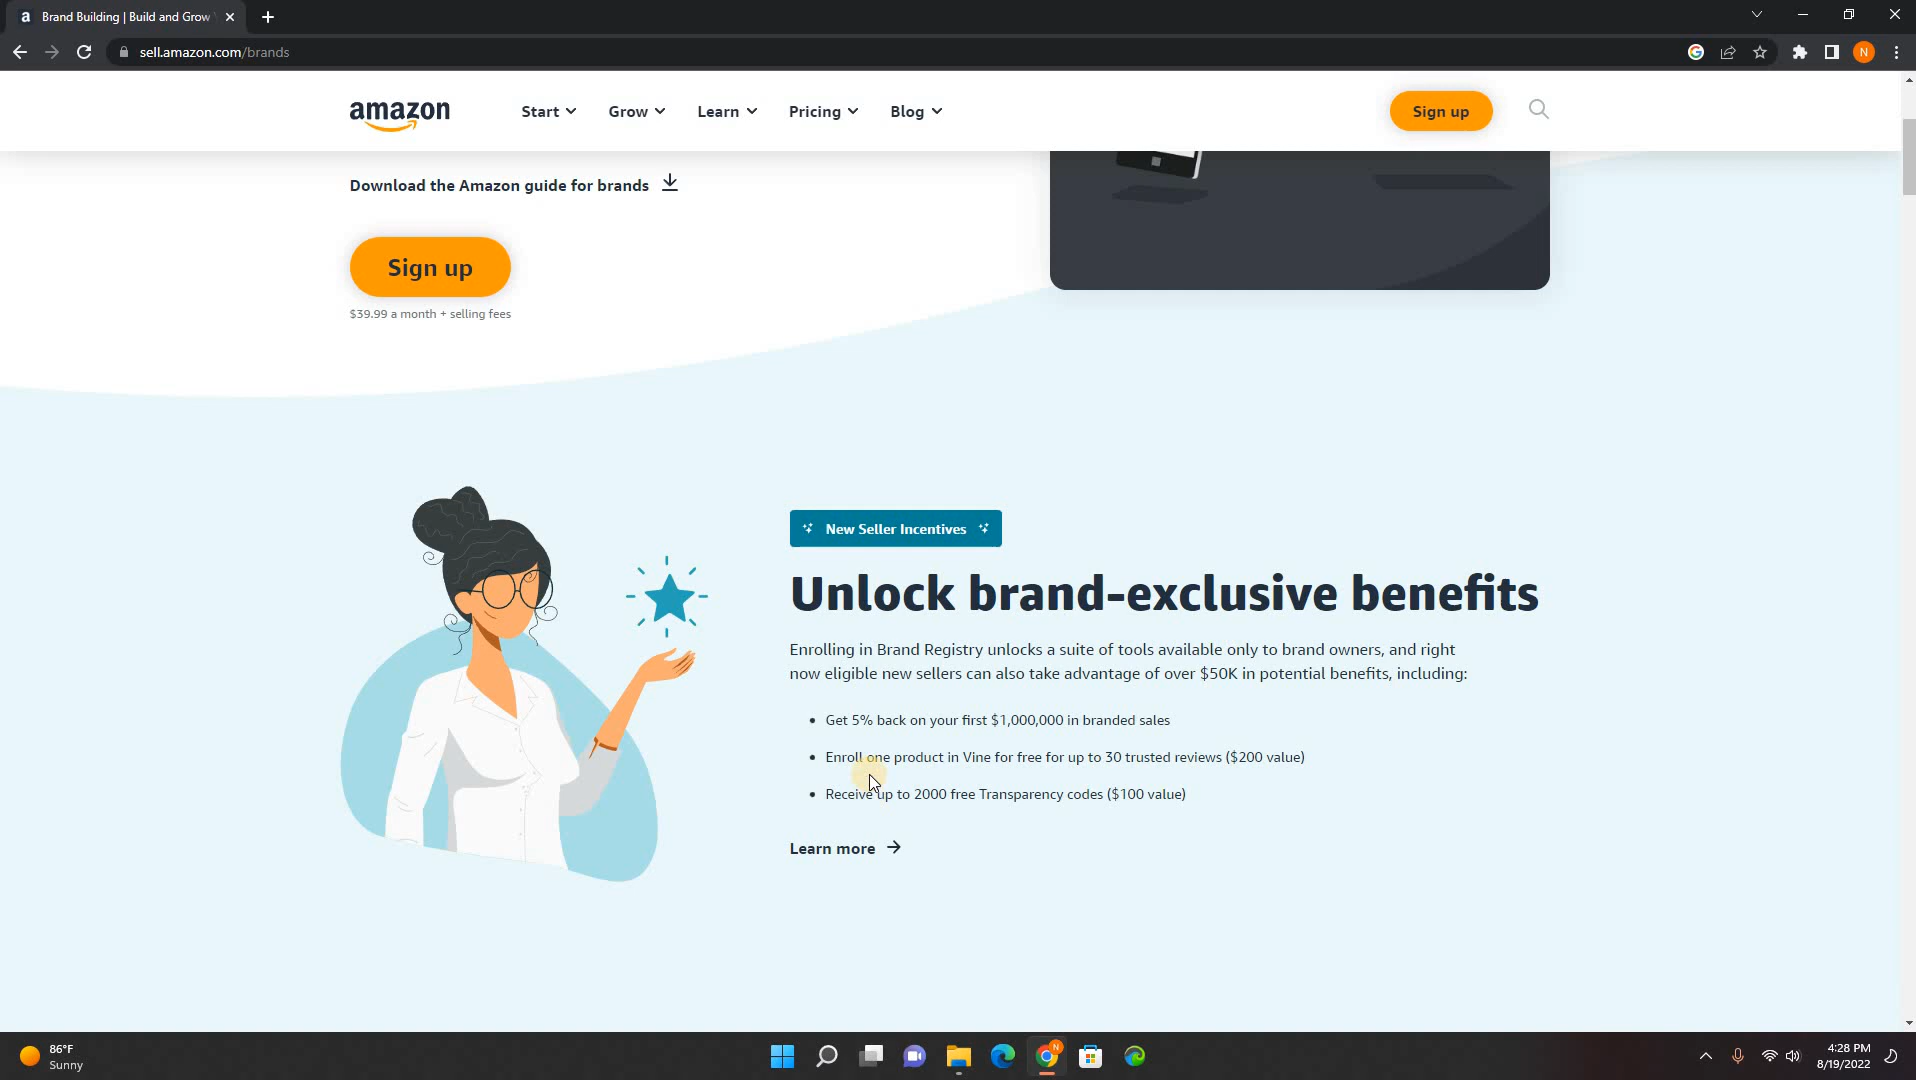 Brand Building | Build and Grow
sell.amazon.com/brands
N
amazon
Start
Grow
Learn
Pricing
Blog
Sign up
Download the Amazon guide for brands
Sign up
$39.99 a month + selling fees
New Seller Incentives
Unlock brand-exclusive benefits
Enrolling in Brand Registry unlocks a suite of tools available only to brand owners, and right
now eligible new sellers can also take advantage of over $50K in potential benefits, including:
• Get 5% back on your first $1,000,000 in branded sales
• Enroll one product in Vine for free for up to 30 trusted reviews ($200 value)
• Receive up to 2000 free Transparency codes ($100 value)
Learn more
86°F
Sunny
N
4:28 PM
8/19/2022